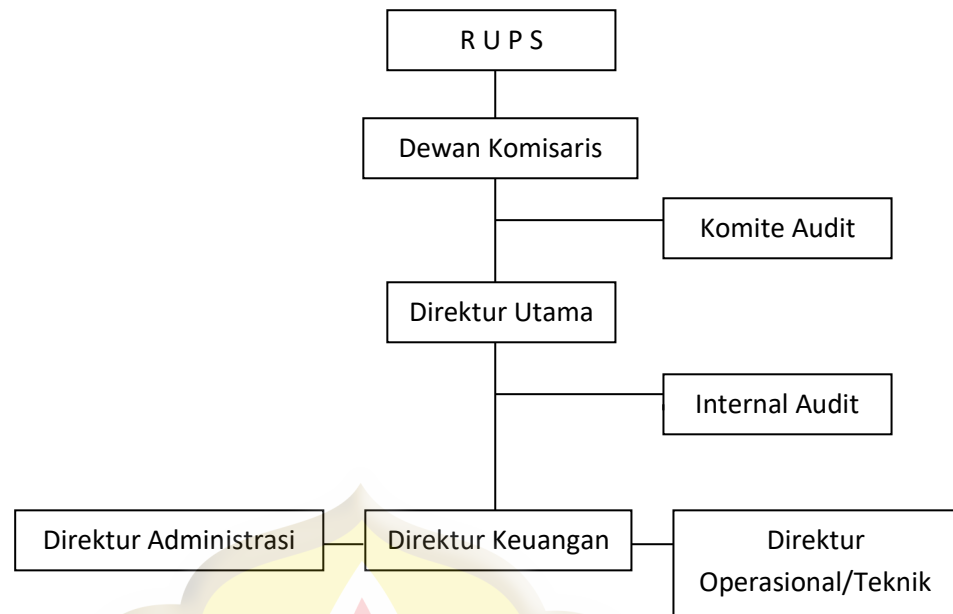 R U P S
Dewan Komisaris
Komite Audit
Direktur Utama
Internal Audit
Direktur Administrasi
Direktur Keuangan
Direktur
Operasional/Teknik